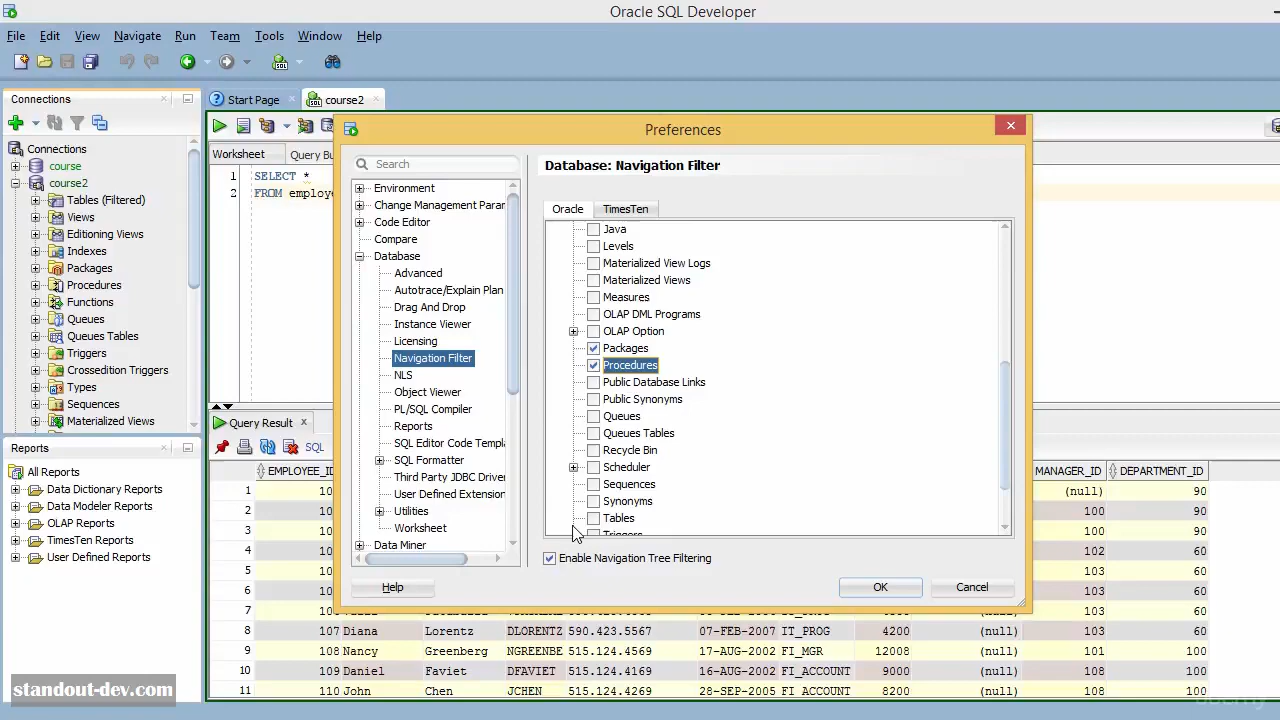 Oracle SQL Developer
File Edit View Navigate Run Team Tools Window Help
Connections
Start Page
course2
Connections
course
course2
Tables (Filtered)
Views
Editioning Views
Indexes
Packages
Procedures
Functions
Queues
Queues Tables
Triggers
Crossedition Triggers
Types
Sequences
Materialized Views
Reports
All Reports
Data Dictionary Reports
Data Modeler Reports
OLAP Reports
TimesTen Reports
User Defined Reports
Worksheet Query Bu
1 SELECT *
2 FROM employe
Preferences
Search
Environment
Change Management Parar
Code Editor
Compare
Database
Advanced
Autotrace/Explain Plan
Drag And Drop
Instance Viewer
Licensing
Navigation Filter
NLS
Object Viewer
PL/SQL Compiler
Reports
SQL Editor Code Templ
SQL Formatter
Third Party JDBC Driver
User Defined Extension
Utilities
Worksheet
Data Miner
Database: Navigation Filter
Oracle TimesTen
Java
Levels
Materialized View Logs
Materialized Views
Measures
OLAP DML Programs
OLAP Option
Packages
Procedures
Public Database Links
Public Synonyms
Queues
Queues Tables
Recycle Bin
Scheduler
Sequences
Synonyms
Tables
Triggers
Enable Navigation Tree Filtering
Help OK Cancel
Query Result
SQL
EMPLOYEE_ID MANAGER_ID DEPARTMENT_ID
1 10 (null) 90
2 10 100 90
3 10 100 90
4 10 102 60
5 10 103 60
6 10 103 60
7 103 60
8 107 Diana Lorentz DLORENTZ 590.423.5567 07-FEB-2007 IT_PROG 4200 (null) 103 60
9 108 Nancy Greenberg NGREENBE 515.124.4569 17-AUG-2002 FI_MGR 12008 (null) 101 100
10 109 Daniel Faviet DFAVIET 515.124.4169 16-AUG-2002 FI_ACCOUNT 9000 (null) 108 100
11 110 John Chen JCHEN 515.124.4269 28-SEP-2005 FI_ACCOUNT 8200 (null) 108 100
standout-dev.com